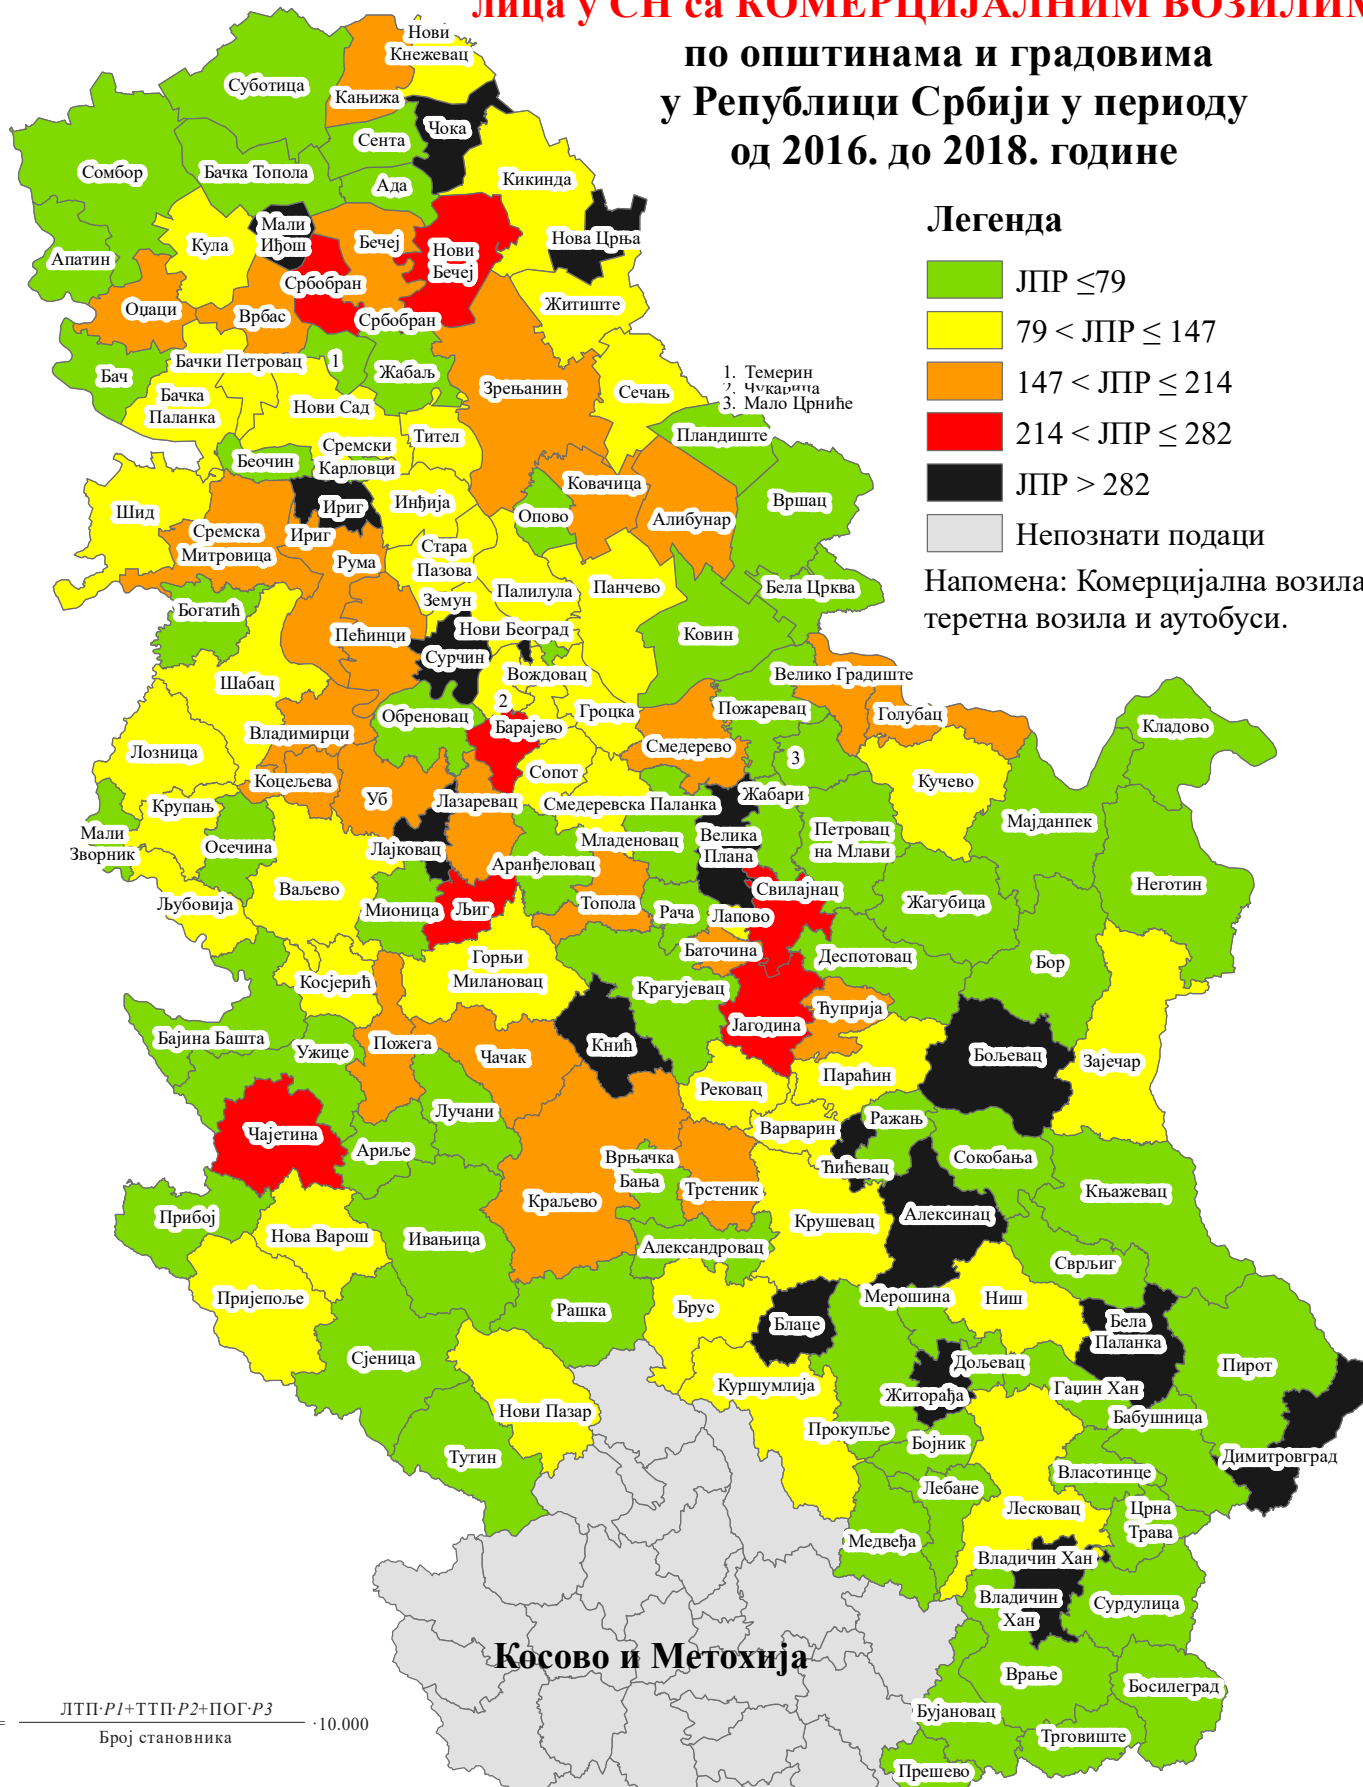 лица у СН са КОМЕРЦИЈАЛНИМ ВОЗИЛИМ
по општинама и градовима
у Републици Србији у периоду
од 2016. до 2018. године
Легенда
ЈПР ≤79
79 < ЈПР ≤ 147
147 < ЈПР ≤ 214
214 < ЈПР ≤ 282
ЈПР > 282
Непознати подаци
Напомена: Комерцијална возила
теретна возила и аутобуси.
1. Темерин
2. Чукарица
3. Мало Црниће
Нови
Кнежевац
Суботица
Кањижа
Чока
Сента
Сомбор
Бачка Топола
Ада
Кикинда
Мали
Иђош
Кула
Бечеј
Нови
Бечеј
Нова Црња
Апатин
Србобран
Житиште
Оџаци
Врбас
Србобран
Бачки Петровац
1
Жабаљ
Бач
Зрењанин
Сечањ
Бачка
Паланка
Нови Сад
Тител
Пландиште
Сремски
Карловци
Беочин
Ковачица
Вршац
Шид
Ириг
Инђија
Опово
Алибунар
Сремска
Митровица
Ириг
Рума
Стара
Пазова
Палилула
Панчево
Бела Црква
Земун
Богатић
Нови Београд
Ковин
Пећинци
Сурчин
Вождовац
Велико Градиште
Шабац
2
Обреновац
Гроцка
Пожаревац
Голубац
Кладово
Барајево
Владимирци
Смедерево
Лозница
3
Сопот
Коцељева
Кучево
Уб
Лазаревац
Жабари
Крупањ
Смедеревска Паланка
Мајданпек
Мали
Зворник
Осечина
Лајковац
Младеновац
Велика
Плана
Петровац
на Млави
Аранђеловац
Ваљево
Свилајнац
Неготин
Љубовија
Мионица
Љиг
Топола
Рача
Лапово
Жагубица
Горњи
Милановац
Баточина
Деспотовац
Бор
Косјерић
Крагујевац
Ћуприја
Јагодина
Бајина Башта
Ужице
Пожега
Чачак
Кнић
Бољевац
Зајечар
Рековац
Параћин
Лучани
Ражањ
Чајетина
Варварин
Ариље
Врњачка
Бања
Ћићевац
Сокобања
Трстеник
Књажевац
Краљево
Прибој
Крушевац
Алексинац
Нова Варош
Ивањица
Александровац
Сврљиг
Пријепоље
Рашка
Брус
Мерошина
Ниш
Блаце
Бела
Паланка
Сјеница
Дољевац
Пирот
Куршумлија
Житорађа
Гаџин Хан
Нови Пазар
Бабушница
Прокупље
Бојник
Тутин
Димитровград
Власотинце
Лебане
Лесковац
Црна
Трава
Медвеђа
Владичин Хан
Владичин
Хан
Сурдулица
Косово и Метохија
Врање
Босилеград
Бујановац
Трговиште
Прешево
= ЛТП·P1+ТТП·P2+ПОГ·P3 ·10.000
Број становника